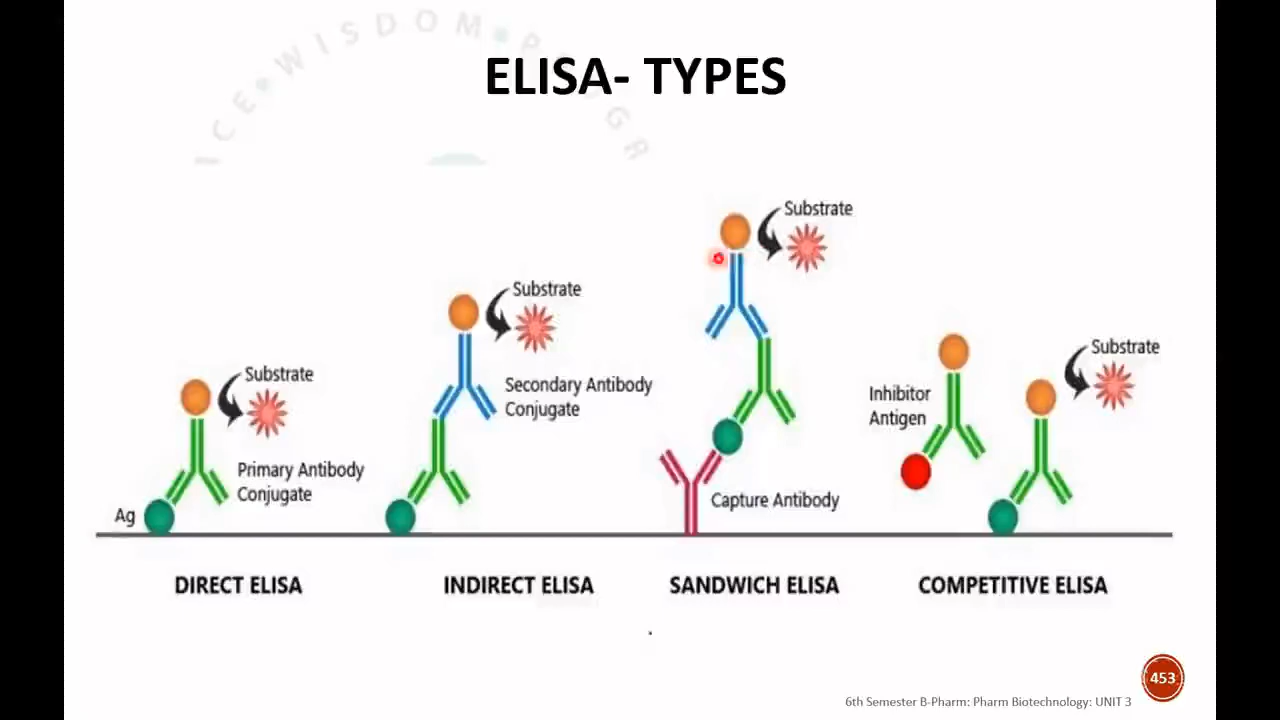 ELISA- TYPES
Substrate
Substrate
Secondary Antibody
Conjugate
Inhibitor
Antigen
Substrate
Substrate
Primary Antibody
Conjugate
Capture Antibody
Ag
DIRECT ELISA
INDIRECT ELISA
SANDWICH ELISA
COMPETITIVE ELISA
453
6th Semester B-Pharm: Pharm Biotechnology: UNIT 3
WISDOM